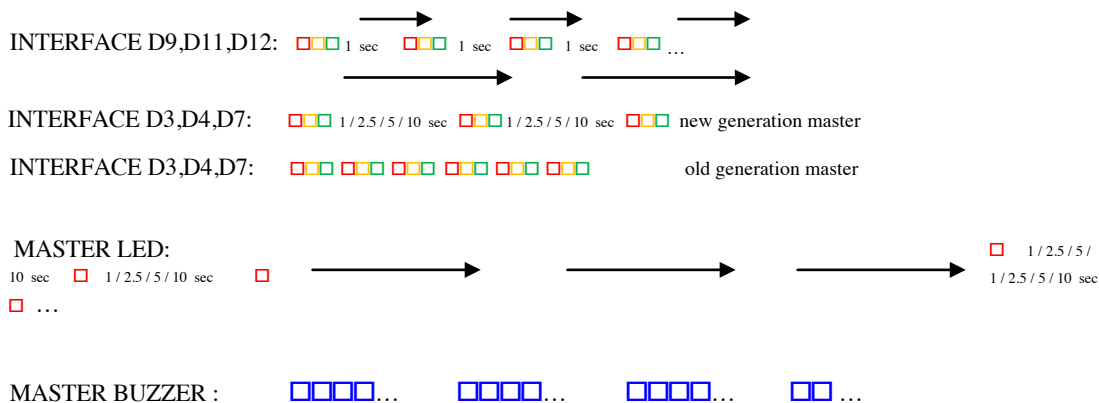 INTERFACE D9,D11,D12: 1 sec 1 sec 1 sec ...
INTERFACE D3,D4,D7: 1 / 2.5 / 5 / 10 sec 1 / 2.5 / 5 / 10 sec new generation master
INTERFACE D3,D4,D7: old generation master
MASTER LED: 1 / 2.5 / 5 /
10 sec 1 / 2.5 / 5 / 10 sec 1 / 2.5 / 5 / 10 sec
...
MASTER BUZZER : ... ... ... ...